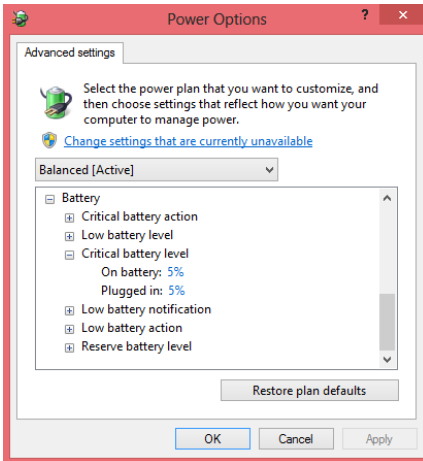 Power Options
?
Advanced settings
Select the power plan that you want to customize, and
then choose settings that reflect how you want your
computer to manage power.
Change settings that are currently unavailable
Balanced [Active]
Battery
Critical battery action
Low battery level
Critical battery level
On battery: 5%
Plugged in: 5%
Low battery notification
Low battery action
Reserve battery level
Restore plan defaults
OK
Cancel
Apply